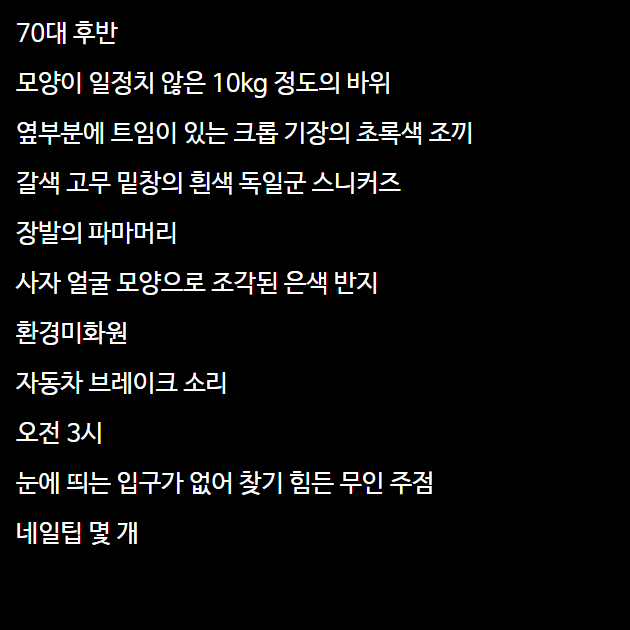 70대 후반
모양이 일정치 않은 10kg 정도의 바위
옆부분에 트임이 있는 크롭 기장의 초록색 조끼
갈색 고무 밑창의 흰색 독일군 스니커즈
장발의 파마머리
사자 얼굴 모양으로 조각된 은색 반지
환경미화원
자동차 브레이크 소리
오전 3시
눈에 띄는 입구가 없어 찾기 힘든 무인 주점
네일팁 몇 개